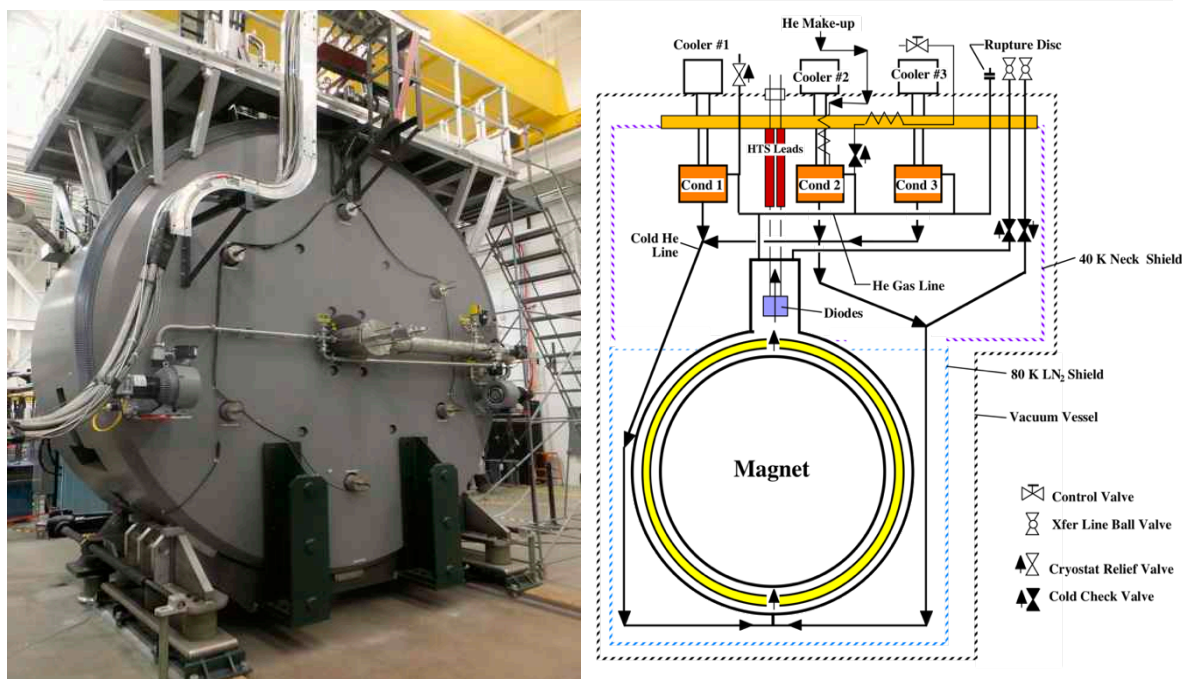 He Make-up
Cooler #1
Cooler #2
Cooler #3
Rupture Disc
HTS Leads
Cond 1
Cond 2
Cond 3
Cold He
Line
40 K Neck Shield
He Gas Line
Diodes
80 K LN₂ Shield
Vacuum Vessel
Magnet
Control Valve
Xfer Line Ball Valve
Cryostat Relief Valve
Cold Check Valve